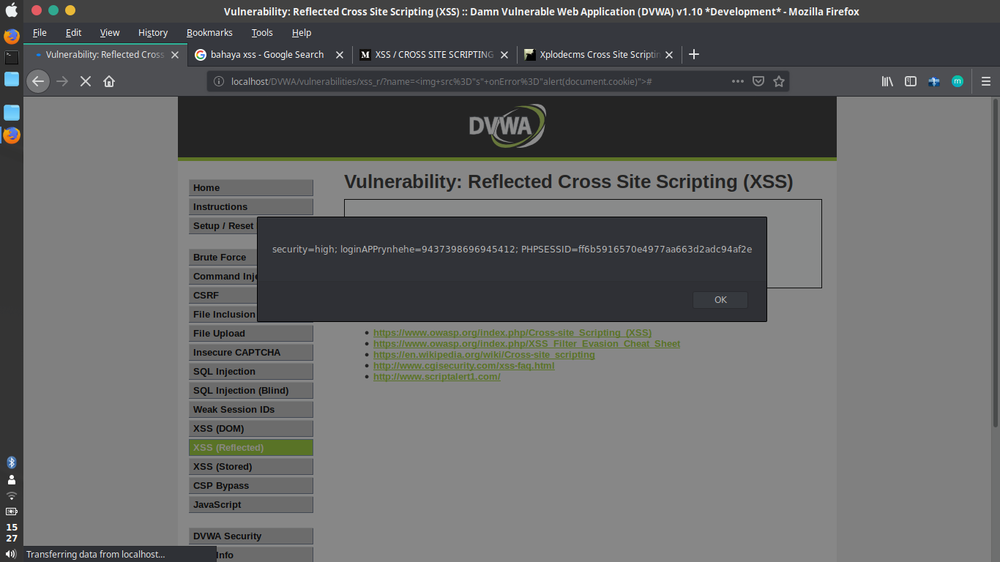 Vulnerability: Reflected Cross Site Scripting (XSS) :: Damn Vulnerable Web Application (DVWA) v1.10 *Development* - Mozilla Firefox
File Edit View History Bookmarks Tools Help
Vulnerability: Reflected Cross
bahaya xss - Google Search
M XSS / CROSS SITE SCRIPTING
Xplodecms Cross Site Scriptin
localhost/DVWA/vulnerabilities/xss_r/?name=<img+src%3D"s"+onError%3D"alert(document.cookie)">#
m
DVWA
Vulnerability: Reflected Cross Site Scripting (XSS)
Home
Instructions
Setup / Reset
Brute Force
Command Inje
CSRF
File Inclusion
File Upload
Insecure CAPTCHA
SQL Injection
SQL Injection (Blind)
Weak Session IDs
XSS (DOM)
XSS (Reflected)
XSS (Stored)
CSP Bypass
JavaScript
DVWA Security
Info
security=high; loginAPPrynhehe=9437398696945412; PHPSESSID=ff6b5916570e4977aa663d2adc94af2e
OK
https://www.owasp.org/index.php/Cross-site_Scripting_(XSS)
https://www.owasp.org/index.php/XSS_Filter_Evasion_Cheat_Sheet
https://en.wikipedia.org/wiki/Cross-site_scripting
http://www.cgisecurity.com/xss-faq.html
http://www.scriptalert1.com/
15
27
Transferring data from localhost...